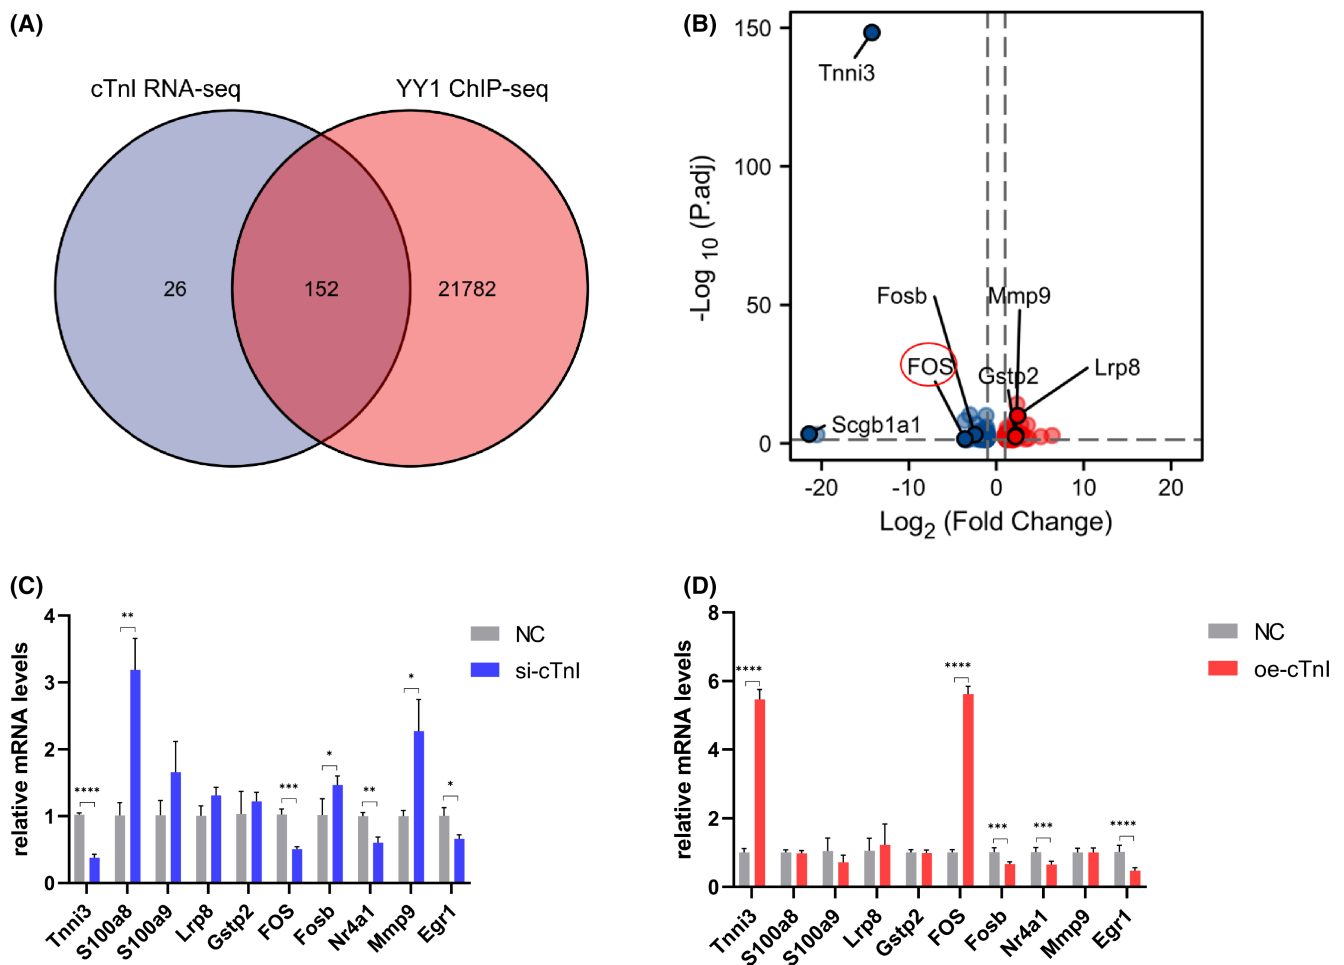 (A)
cTnI RNA-seq
YY1 ChIP-seq
26
152
21782
(B)
150
100
50
0
-Log 10 (P.adj)
Tnni3
Fosb
Mmp9
FOS
Gstp2
Lrp8
Scgb1a1
-20
-10
0
10
20
Log2 (Fold Change)
(C)
4
3
2
1
0
relative mRNA levels
NC
si-cTnI
****
**
***
*
**
*
*
Tnni3
S100a8
S100a9
Lrp8
Gstp2
FOS
Fosb
Nr4a1
Mmp9
Egr1
(D)
8
6
4
2
0
relative mRNA levels
NC
oe-cTnI
****
****
***
***
****
Tnni3
S100a8
S100a9
Lrp8
Gstp2
FOS
Fosb
Nr4a1
Mmp9
Egr1